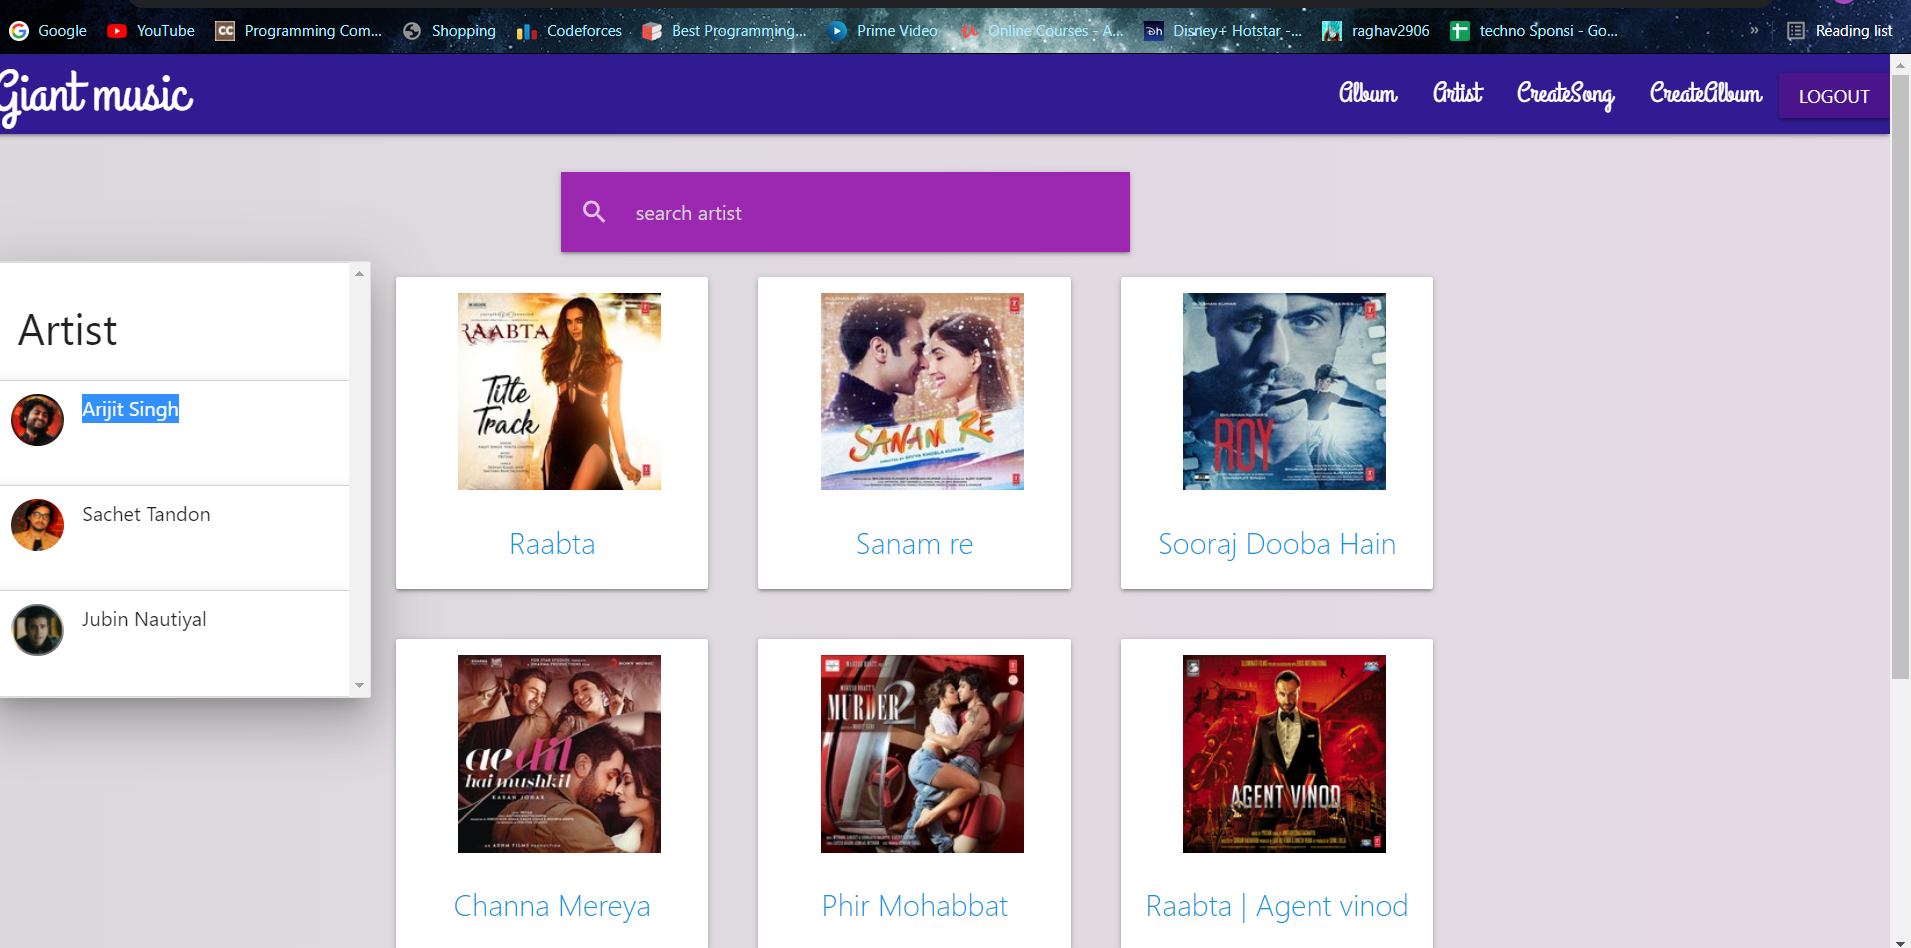 Google YouTube Programming Com... Shopping Codeforces Best Programming... Prime Video Online Courses - A... Disney+ Hotstar -... raghav2906 techno Sponsi - Go... » Reading list
Giant music Album Artist CreateSong CreateAlbum LOGOUT
search artist
Artist
Arijit Singh
Sachet Tandon
Jubin Nautiyal
RAABTA
Title
Track
Raabta
SANAM RE
Sanam re
ROY
Sooraj Dooba Hain
ae dil
hai mushkil
KARAN JOHAR
Channa Mereya
MURDER 2
Phir Mohabbat
AGENT VINOD
Raabta | Agent vinod